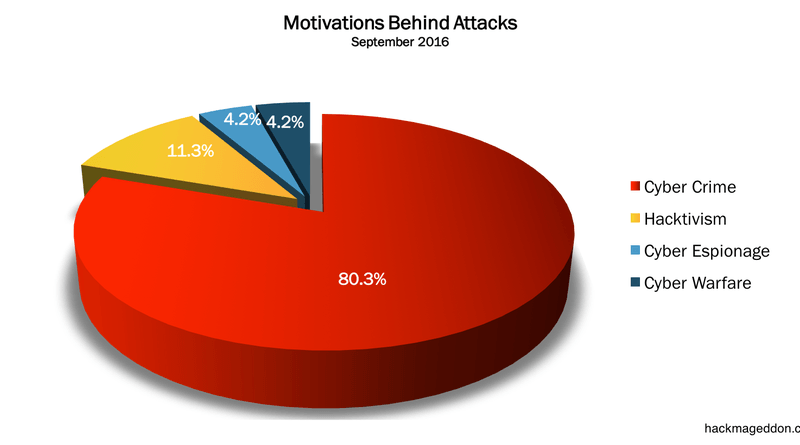 Motivations Behind Attacks
September 2016
4.2%
4.2%
11.3%
80.3%
Cyber Crime
Hacktivism
Cyber Espionage
Cyber Warfare
hackmageddon.c